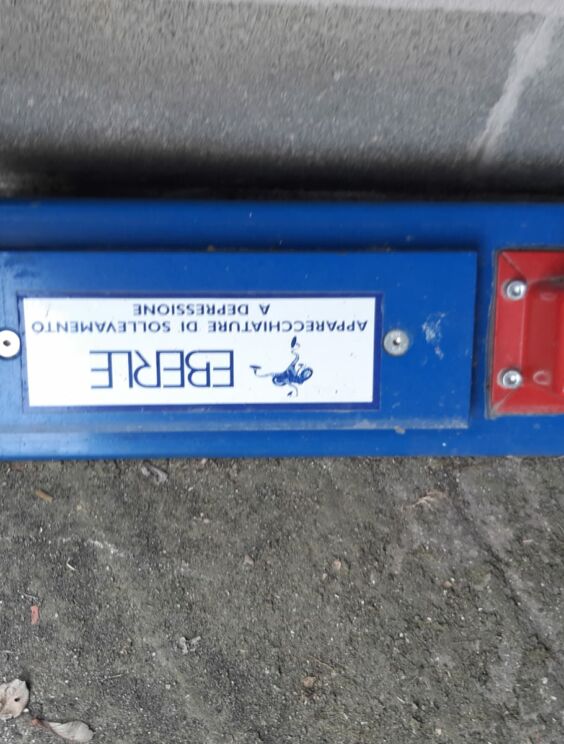 EBERLE
APPARECCHIATURE DI SOLLEVAMENTO
A DEPRESSIONE